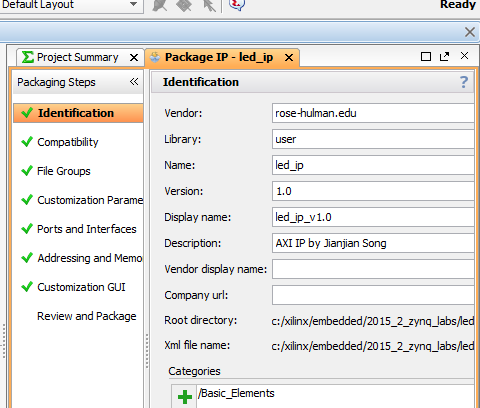 Default Layout
Ready
Project Summary
Package IP - led_ip
Packaging Steps
Identification
Compatibility
File Groups
Customization Parame
Ports and Interfaces
Addressing and Memo
Customization GUI
Review and Package
Identification
?
Vendor: rose-hulman.edu
Library: user
Name: led_ip
Version: 1.0
Display name: led_ip_v1.0
Description: AXI IP by Jianjian Song
Vendor display name:
Company url:
Root directory: c:/xilinx/embedded/2015_2_zynq_labs/led
Xml file name: c:/xilinx/embedded/2015_2_zynq_labs/led
Categories
/Basic_Elements